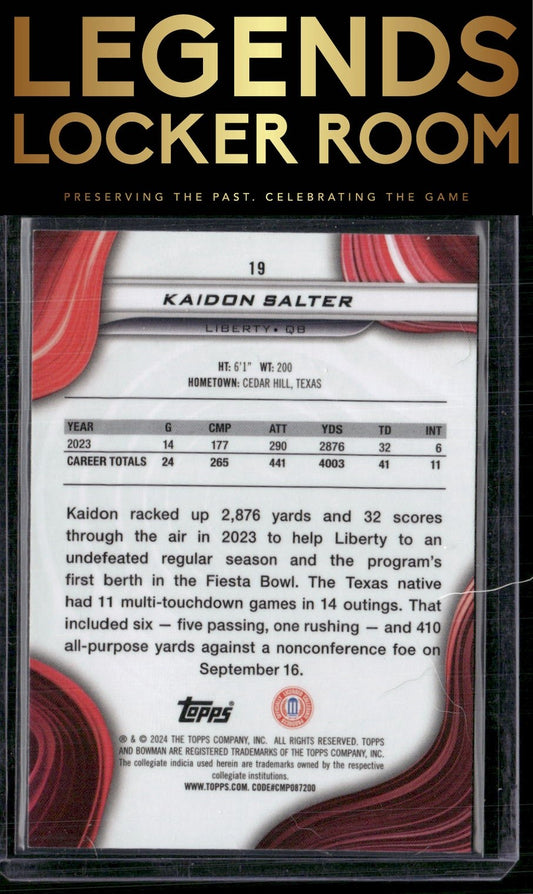 LEGENDS
LOCKER ROOM
PRESERVING THE PAST. CELEBRATING THE GAME
19
KAIDON SALTER
LIBERTY • QB
HT: 6'1" WT: 200
HOMETOWN: CEDAR HILL, TEXAS
YEAR G CMP ATT YDS TD INT
2023 14 177 290 2876 32 6
CAREER TOTALS 24 265 441 4003 41 11
Kaidon racked up 2,876 yards and 32 scores
through the air in 2023 to help Liberty to an
undefeated regular season and the program's
first berth in the Fiesta Bowl. The Texas native
had 11 multi-touchdown games in 14 outings. That
included six — five passing, one rushing — and 410
all-purpose yards against a nonconference foe on
September 16.
Topps®
® & © 2024 THE TOPPS COMPANY, INC. ALL RIGHTS RESERVED. TOPPS
AND BOWMAN ARE REGISTERED TRADEMARKS OF THE TOPPS COMPANY, INC.
The collegiate indicia used herein are trademarks owned by the respective
collegiate institutions.
WWW.TOPPS.COM. CODE#CMP087200